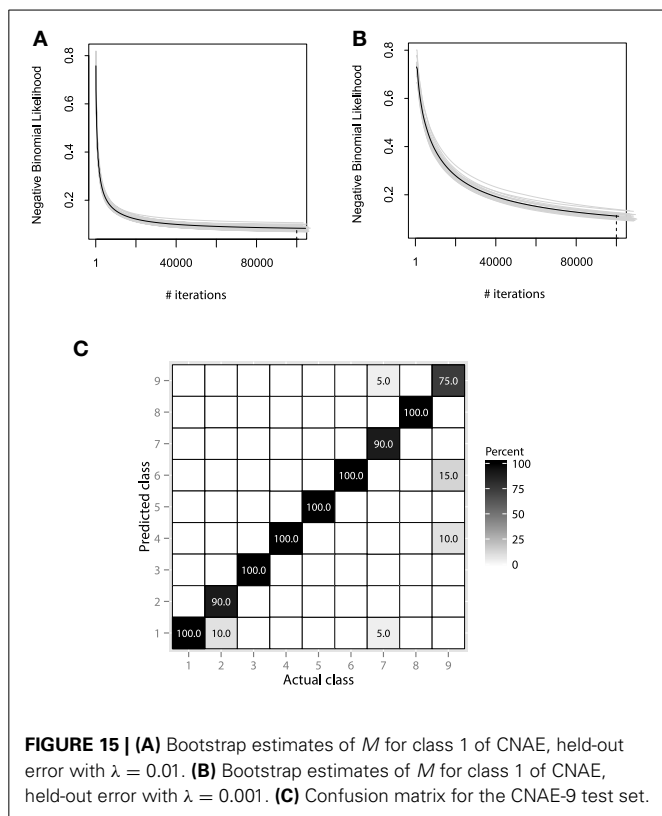 A
Negative Binomial Likelihood
0.8
0.6
0.4
0.2
1 40000 80000
# iterations
B
Negative Binomial Likelihood
0.8
0.6
0.4
0.2
1 40000 80000
# iterations
C
Predicted class
9 5.0 75.0
8 100.0
7 90.0
6 100.0 15.0
5 100.0
4 100.0 10.0
3 100.0
2 90.0
1 100.0 10.0 5.0
1 2 3 4 5 6 7 8 9
Actual class
Percent
100
75
50
25
0
FIGURE 15 | (A) Bootstrap estimates of M for class 1 of CNAE, held-out
error with λ = 0.01. (B) Bootstrap estimates of M for class 1 of CNAE,
held-out error with λ = 0.001. (C) Confusion matrix for the CNAE-9 test set.